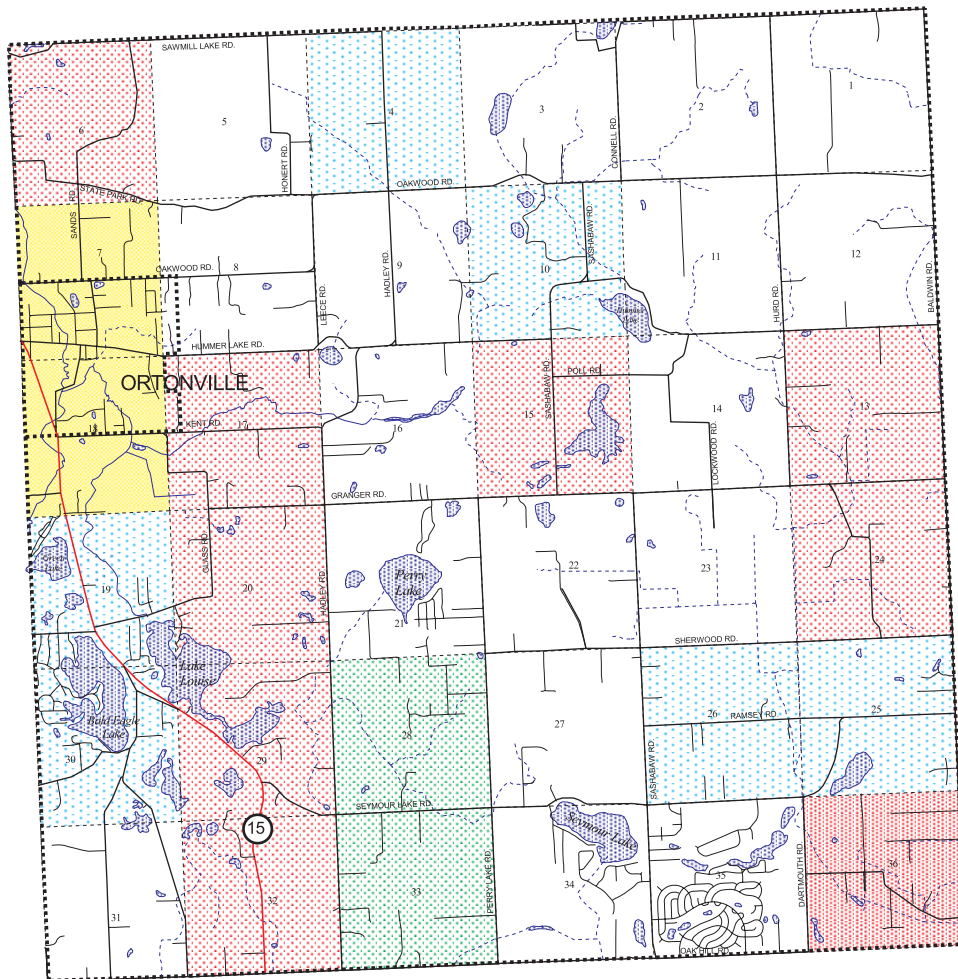 SAWMILL LAKE RD.
1
2
3
4
5
6
CONNELL RD.
HONERT RD.
OAKWOOD RD.
STATE PARK RD.
SANDS RD.
SASHABAW RD.
7
8
9
10
11
12
OAKWOOD RD.
HADLEY RD.
LEECE RD.
HURD RD.
BALDWIN RD.
HUMMER LAKE RD.
POLL RD.
SASHABAW RD.
ORTONVILLE
18
KENT RD.
17
16
15
14
13
LOCKWOOD RD.
GRANGER RD.
GLASS RD.
HADLEY RD.
19
20
Perry
Lake
21
22
23
24
SHERWOOD RD.
Lake
Louise
Bald Eagle
Lake
30
29
28
27
26
RAMSEY RD.
25
SASHABAW RD.
SEYMOUR LAKE RD.
15
Seymour Lake
PERRY LAKE RD.
DARTMOUTH RD.
31
32
33
34
35
36
OAK HILL RD.